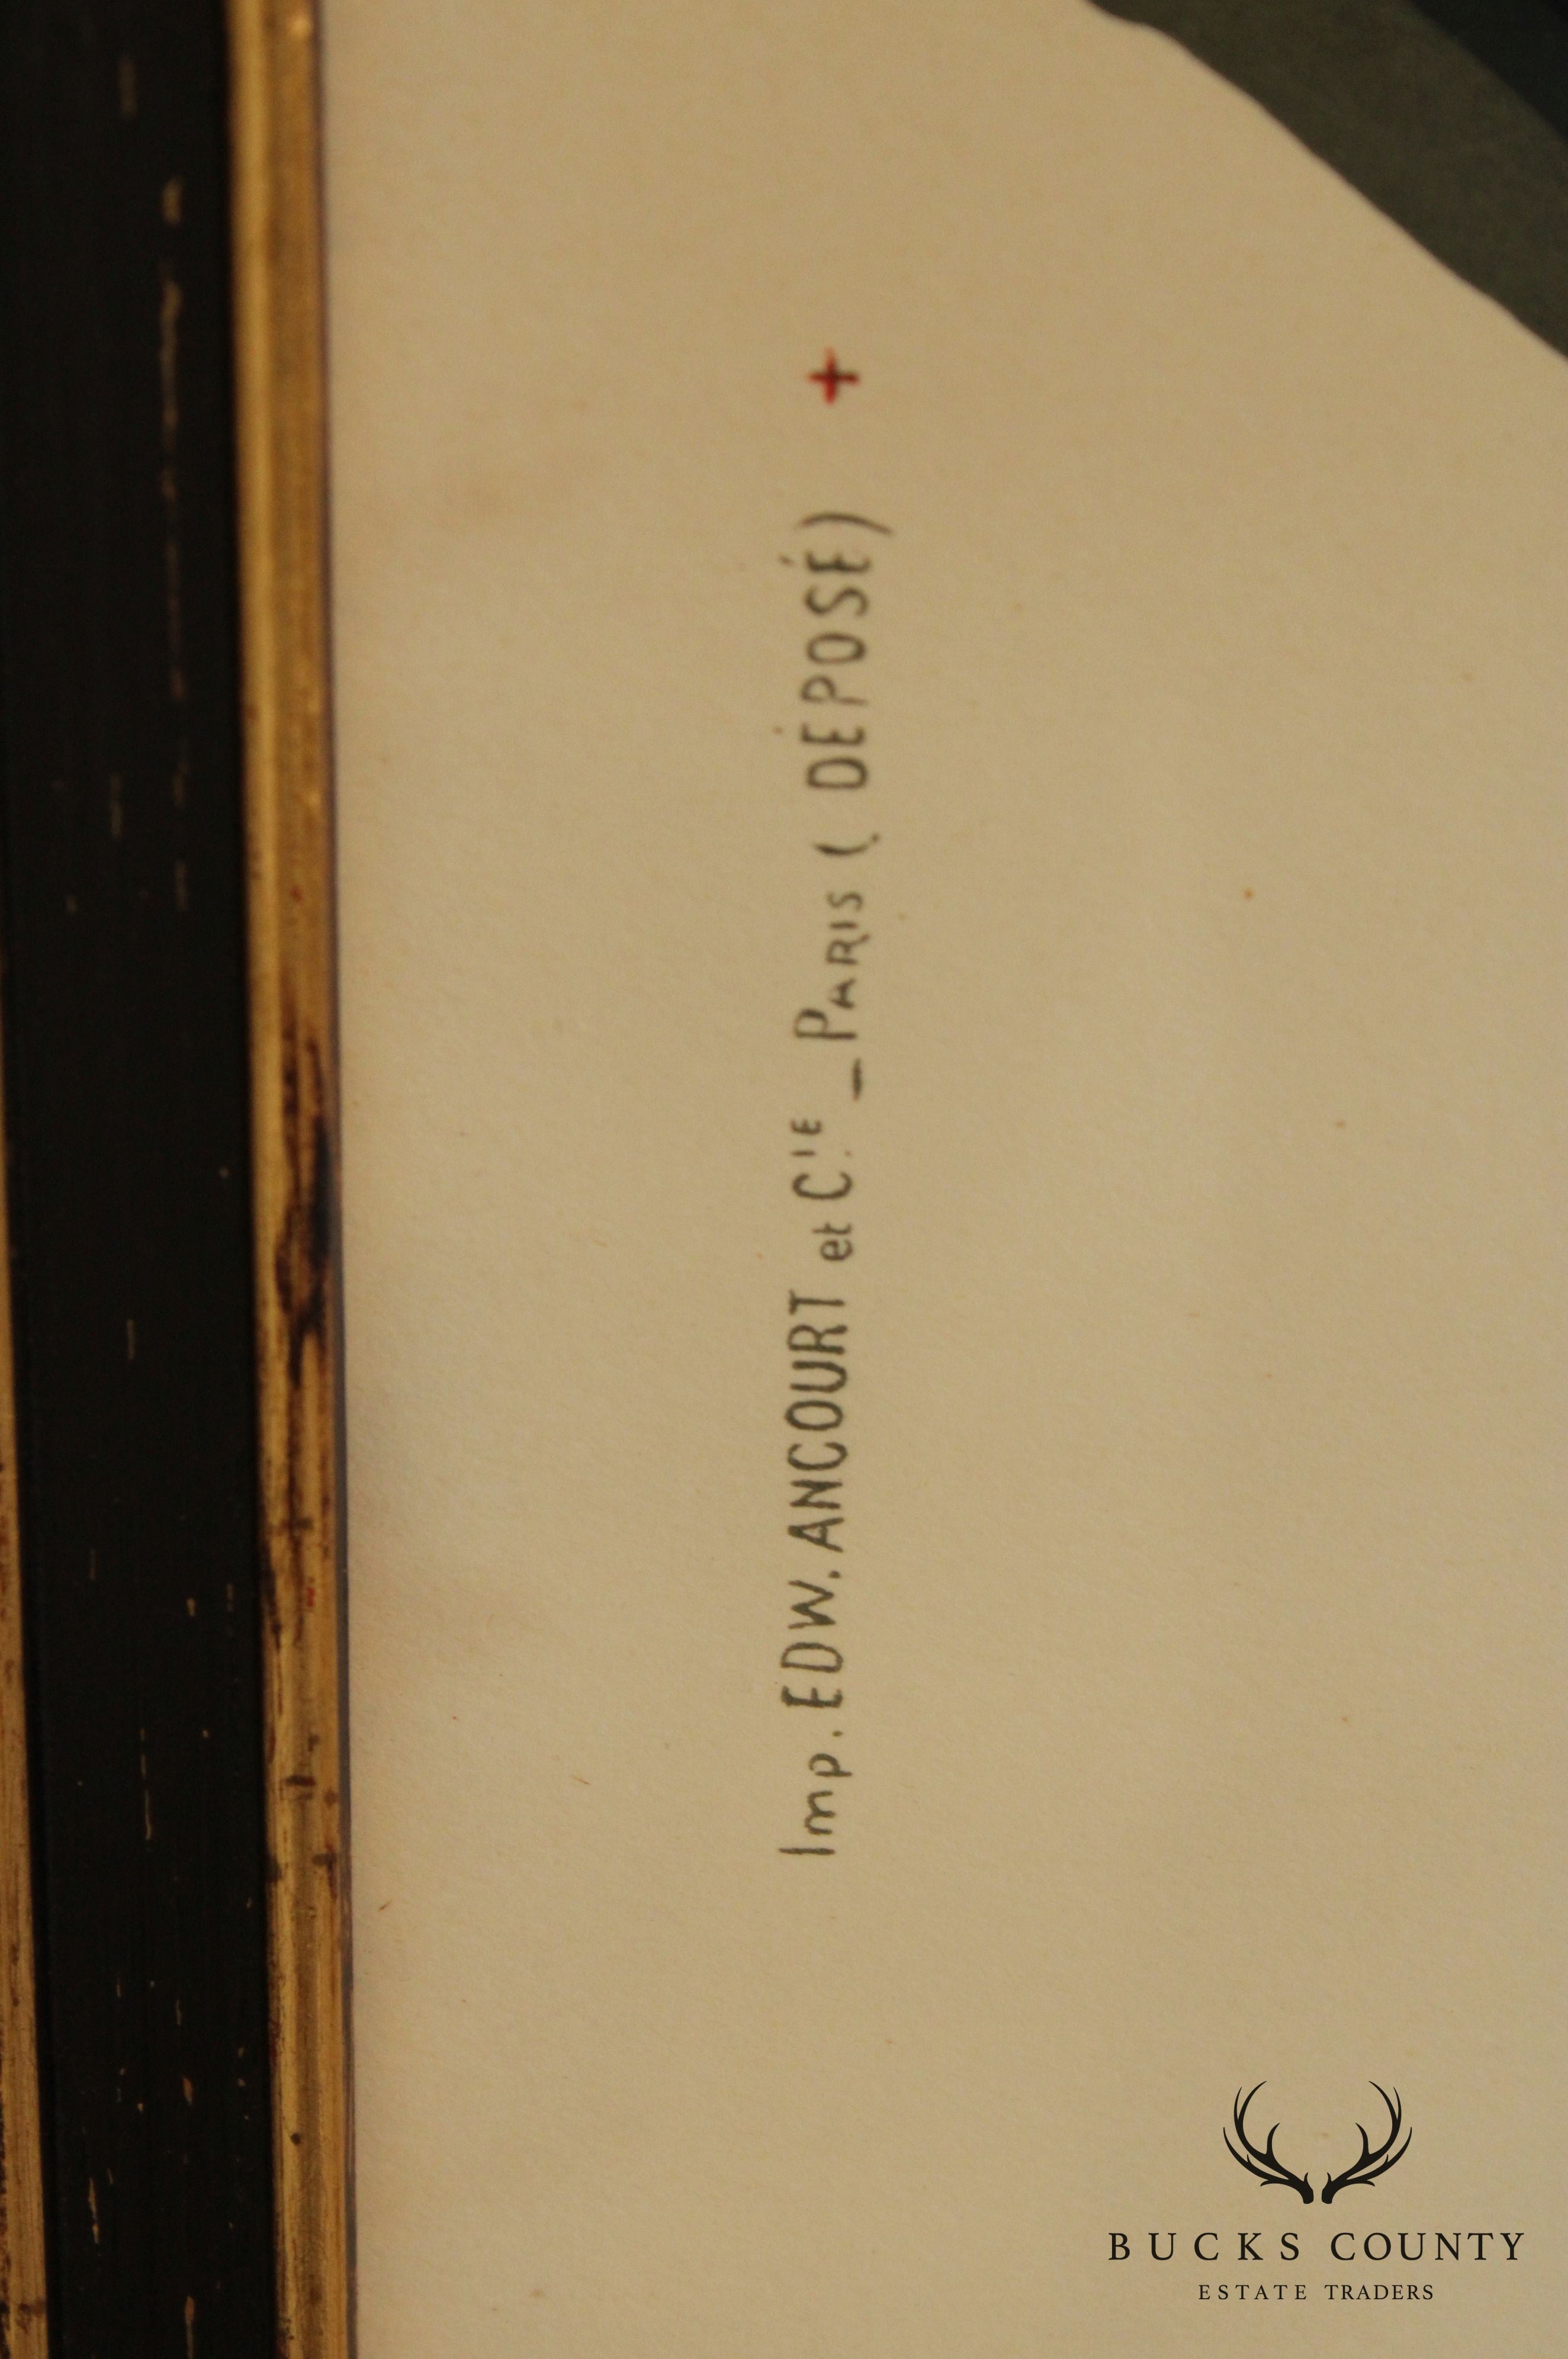 Imp. EDW. ANCOURT et CIE _ PARIS ( DÉPOSÉ) +
BUCKS COUNTY
ESTATE TRADERS